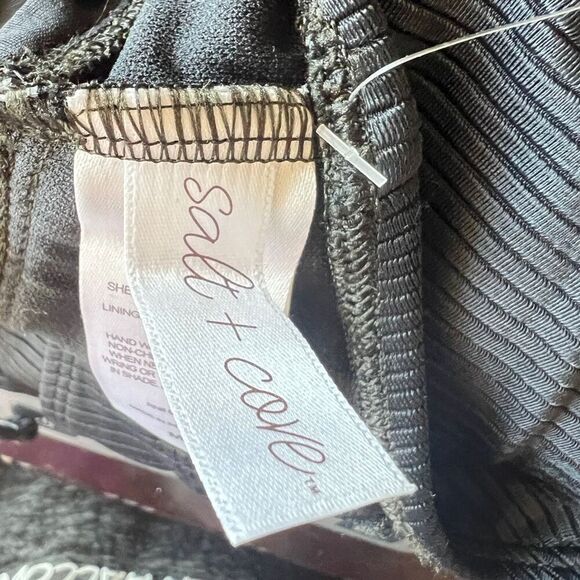 salt + cove™
SHE
LINING
HAND W
NON-CH
WHEN N
WRING OR
IN SHADE